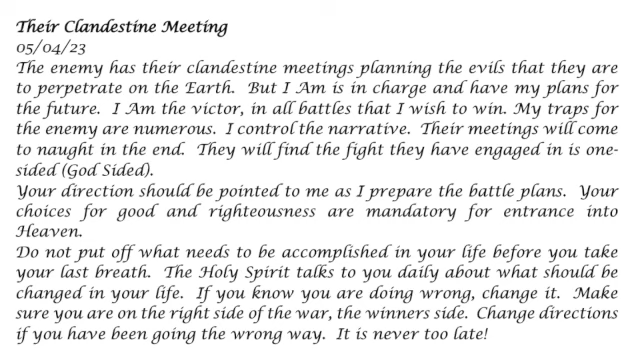 Their Clandestine Meeting
05/04/23
The enemy has their clandestine meetings planning the evils that they are
to perpetrate on the Earth.  But I Am is in charge and have my plans for
the future.  I Am the victor, in all battles that I wish to win. My traps for
the enemy are numerous.  I control the narrative.  Their meetings will come
to naught in the end.  They will find the fight they have engaged in is one-
sided (God Sided).
Your direction should be pointed to me as I prepare the battle plans.  Your
choices for good and righteousness are mandatory for entrance into
Heaven.
Do not put off what needs to be accomplished in your life before you take
your last breath.  The Holy Spirit talks to you daily about what should be
changed in your life.  If you know you are doing wrong, change it.  Make
sure you are on the right side of the war, the winners side.  Change directions
if you have been going the wrong way.  It is never too late!